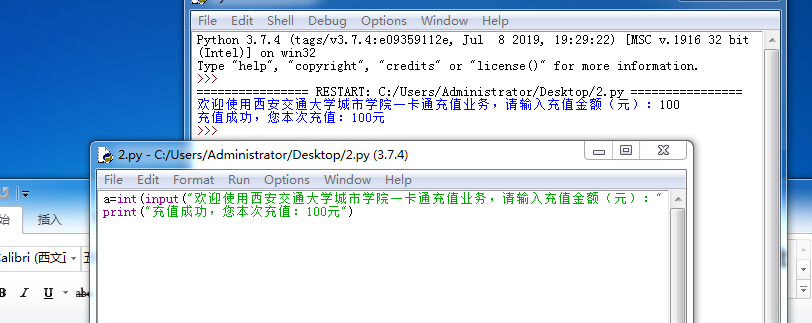 File Edit Shell Debug Options Window Help
Python 3.7.4 (tags/v3.7.4:e09359112e, Jul  8 2019, 19:29:22) [MSC v.1916 32 bit
(Intel)] on win32
Type "help", "copyright", "credits" or "license()" for more information.
>>>
================ RESTART: C:/Users/Administrator/Desktop/2.py ================
欢迎使用西安交通大学城市学院一卡通充值业务，请输入充值金额（元）：100
充值成功，您本次充值：100元
>>>
2.py - C:/Users/Administrator/Desktop/2.py (3.7.4)
File Edit Format Run Options Window Help
a=int(input("欢迎使用西安交通大学城市学院一卡通充值业务，请输入充值金额（元）："
print("充值成功，您本次充值：100元")
始 插入
Calibri (西文正 五
B I U abc